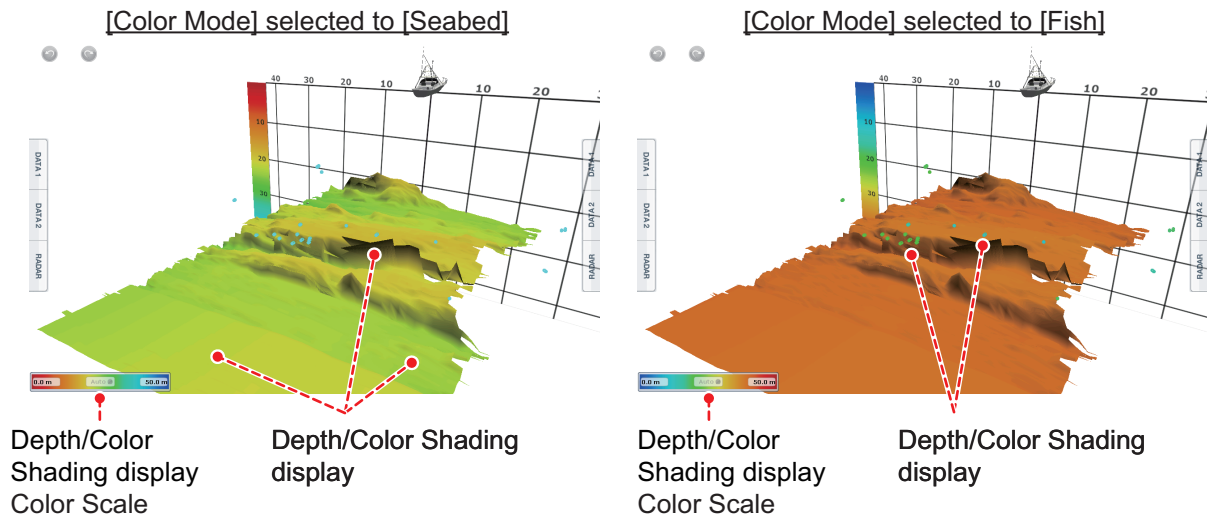 [Color Mode] selected to [Seabed]
40 30 20 10 10 20 30
10
20
30
DATA 1
DATA 2
RADAR
DATA 1
DATA 2
RADAR
0.0 m Auto 50.0 m
Depth/Color
Shading display
Color Scale
Depth/Color Shading
display
[Color Mode] selected to [Fish]
40 30 20 10 10 20
10
20
30
DATA 1
DATA 2
RADAR
DATA 1
DATA 2
RADAR
0.0 m Auto 50.0 m
Depth/Color
Shading display
Color Scale
Depth/Color Shading
display